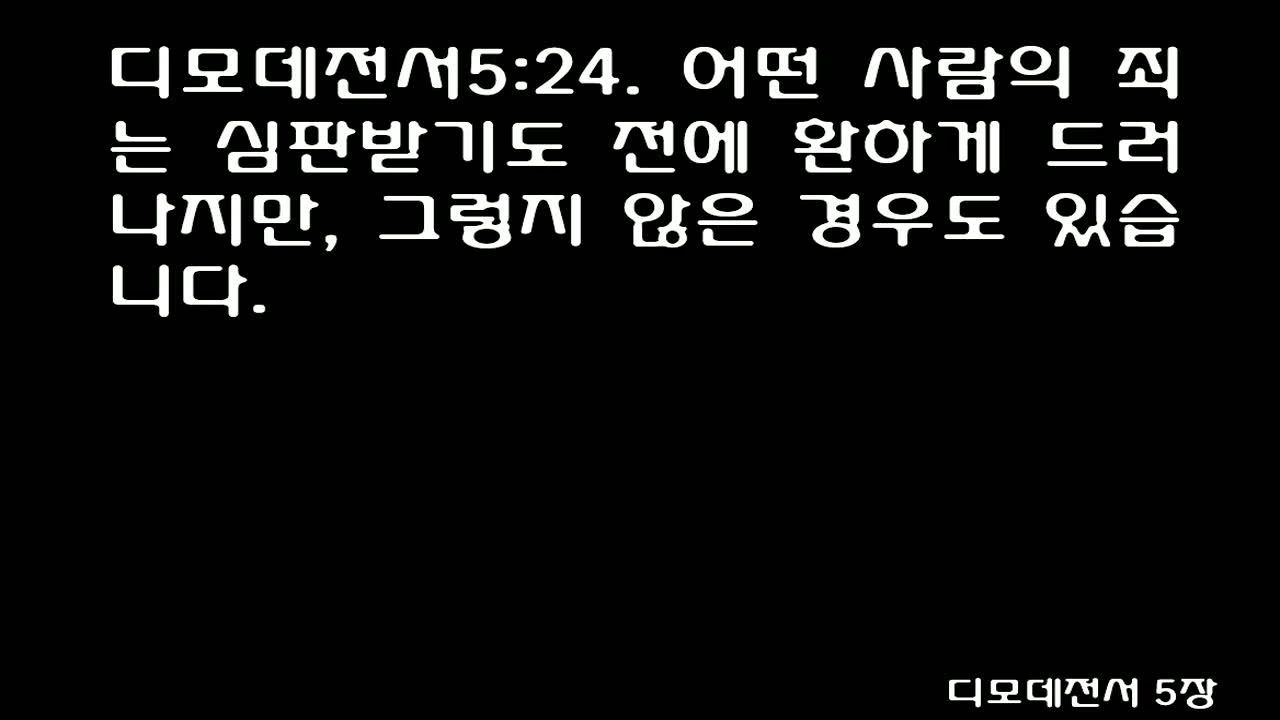 디모데전서5:24. 어떤 사람의 죄
는 심판받기도 전에 환하게 드러
나지만, 그렇지 않은 경우도 있습
니다.
디모데전서 5장